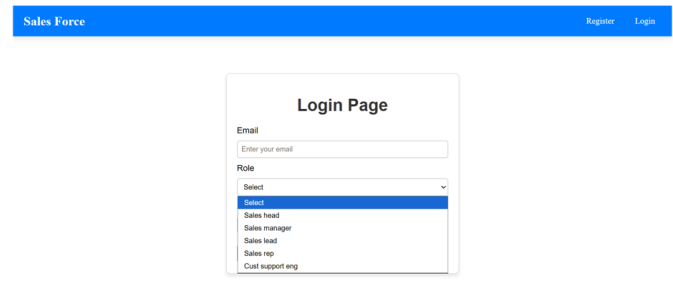 Sales Force
Register
Login
Login Page
Email
Enter your email
Role
Select
Select
Sales head
Sales manager
Sales lead
Sales rep
Cust support eng